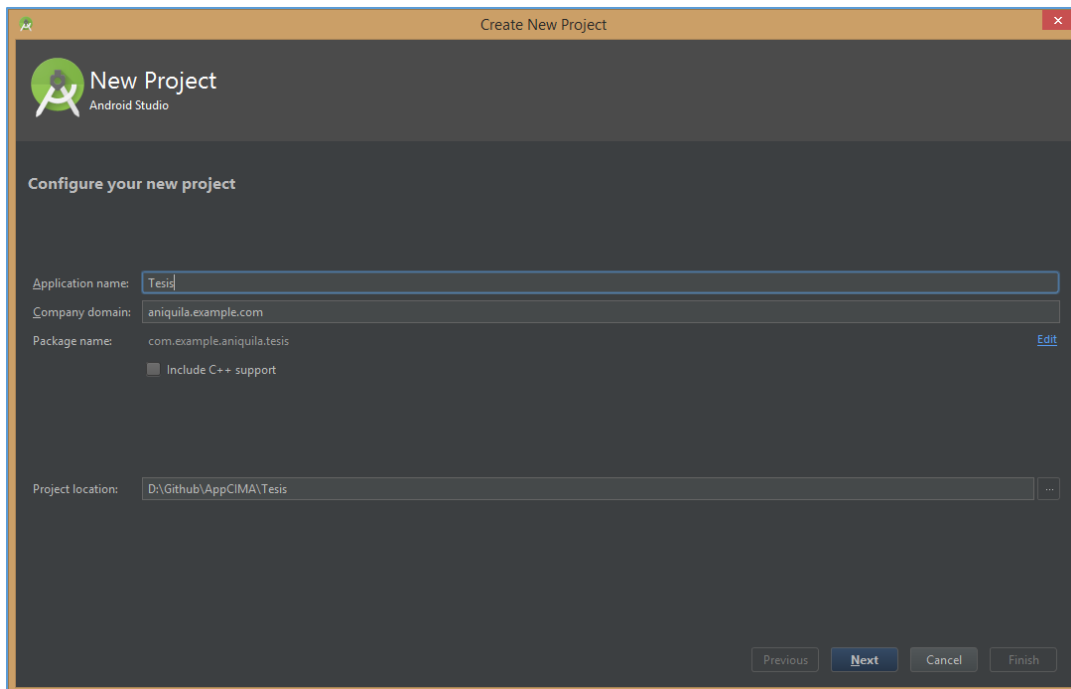 Create New Project
New Project
Android Studio
Configure your new project
Application name: Tesis
Company domain: aniquila.example.com
Package name: com.example.aniquila.tesis Edit
Include C++ support
Project location: D:\Github\AppCIMA\Tesis ...
Previous Next Cancel Finish